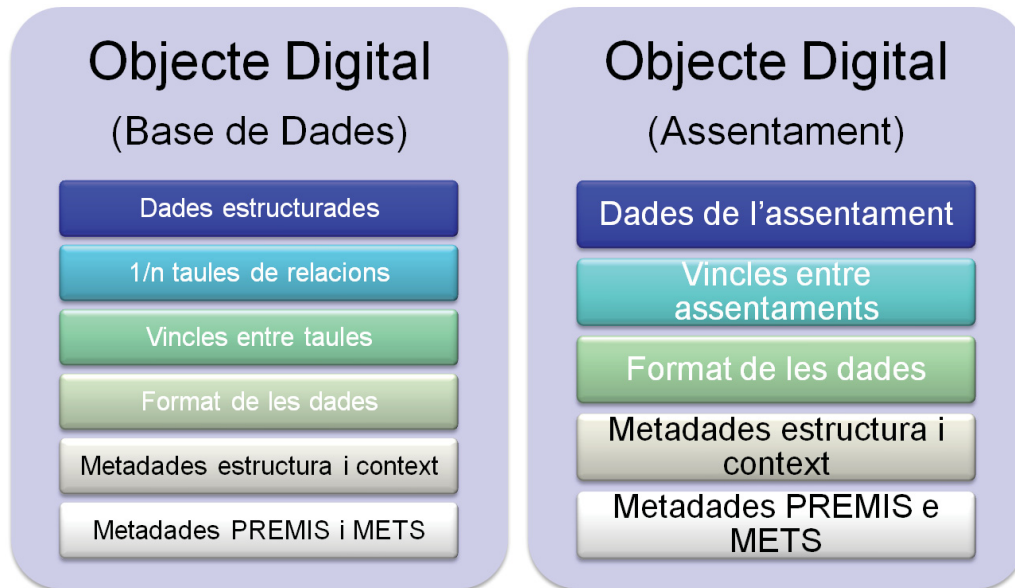 Objecte Digital
(Base de Dades)
Dades estructurades
1/n taules de relacions
Vincles entre taules
Format de les dades
Metadades estructura i context
Metadades PREMIS i METS
Objecte Digital
(Assentament)
Dades de l’assentament
Vincles entre
assentaments
Format de les dades
Metadades estructura i
context
Metadades PREMIS e
METS